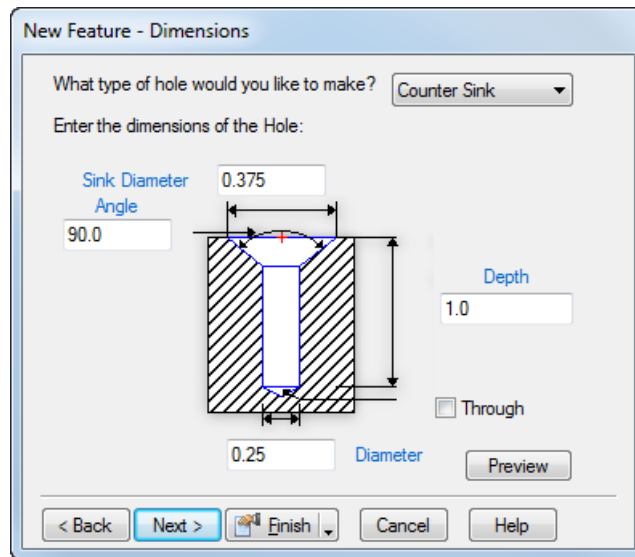 New Feature - Dimensions
What type of hole would you like to make? Counter Sink
Enter the dimensions of the Hole:
Sink Diameter 0.375
Angle
90.0
Depth
1.0
Through
0.25 Diameter
Preview
< Back Next > Finish Cancel Help